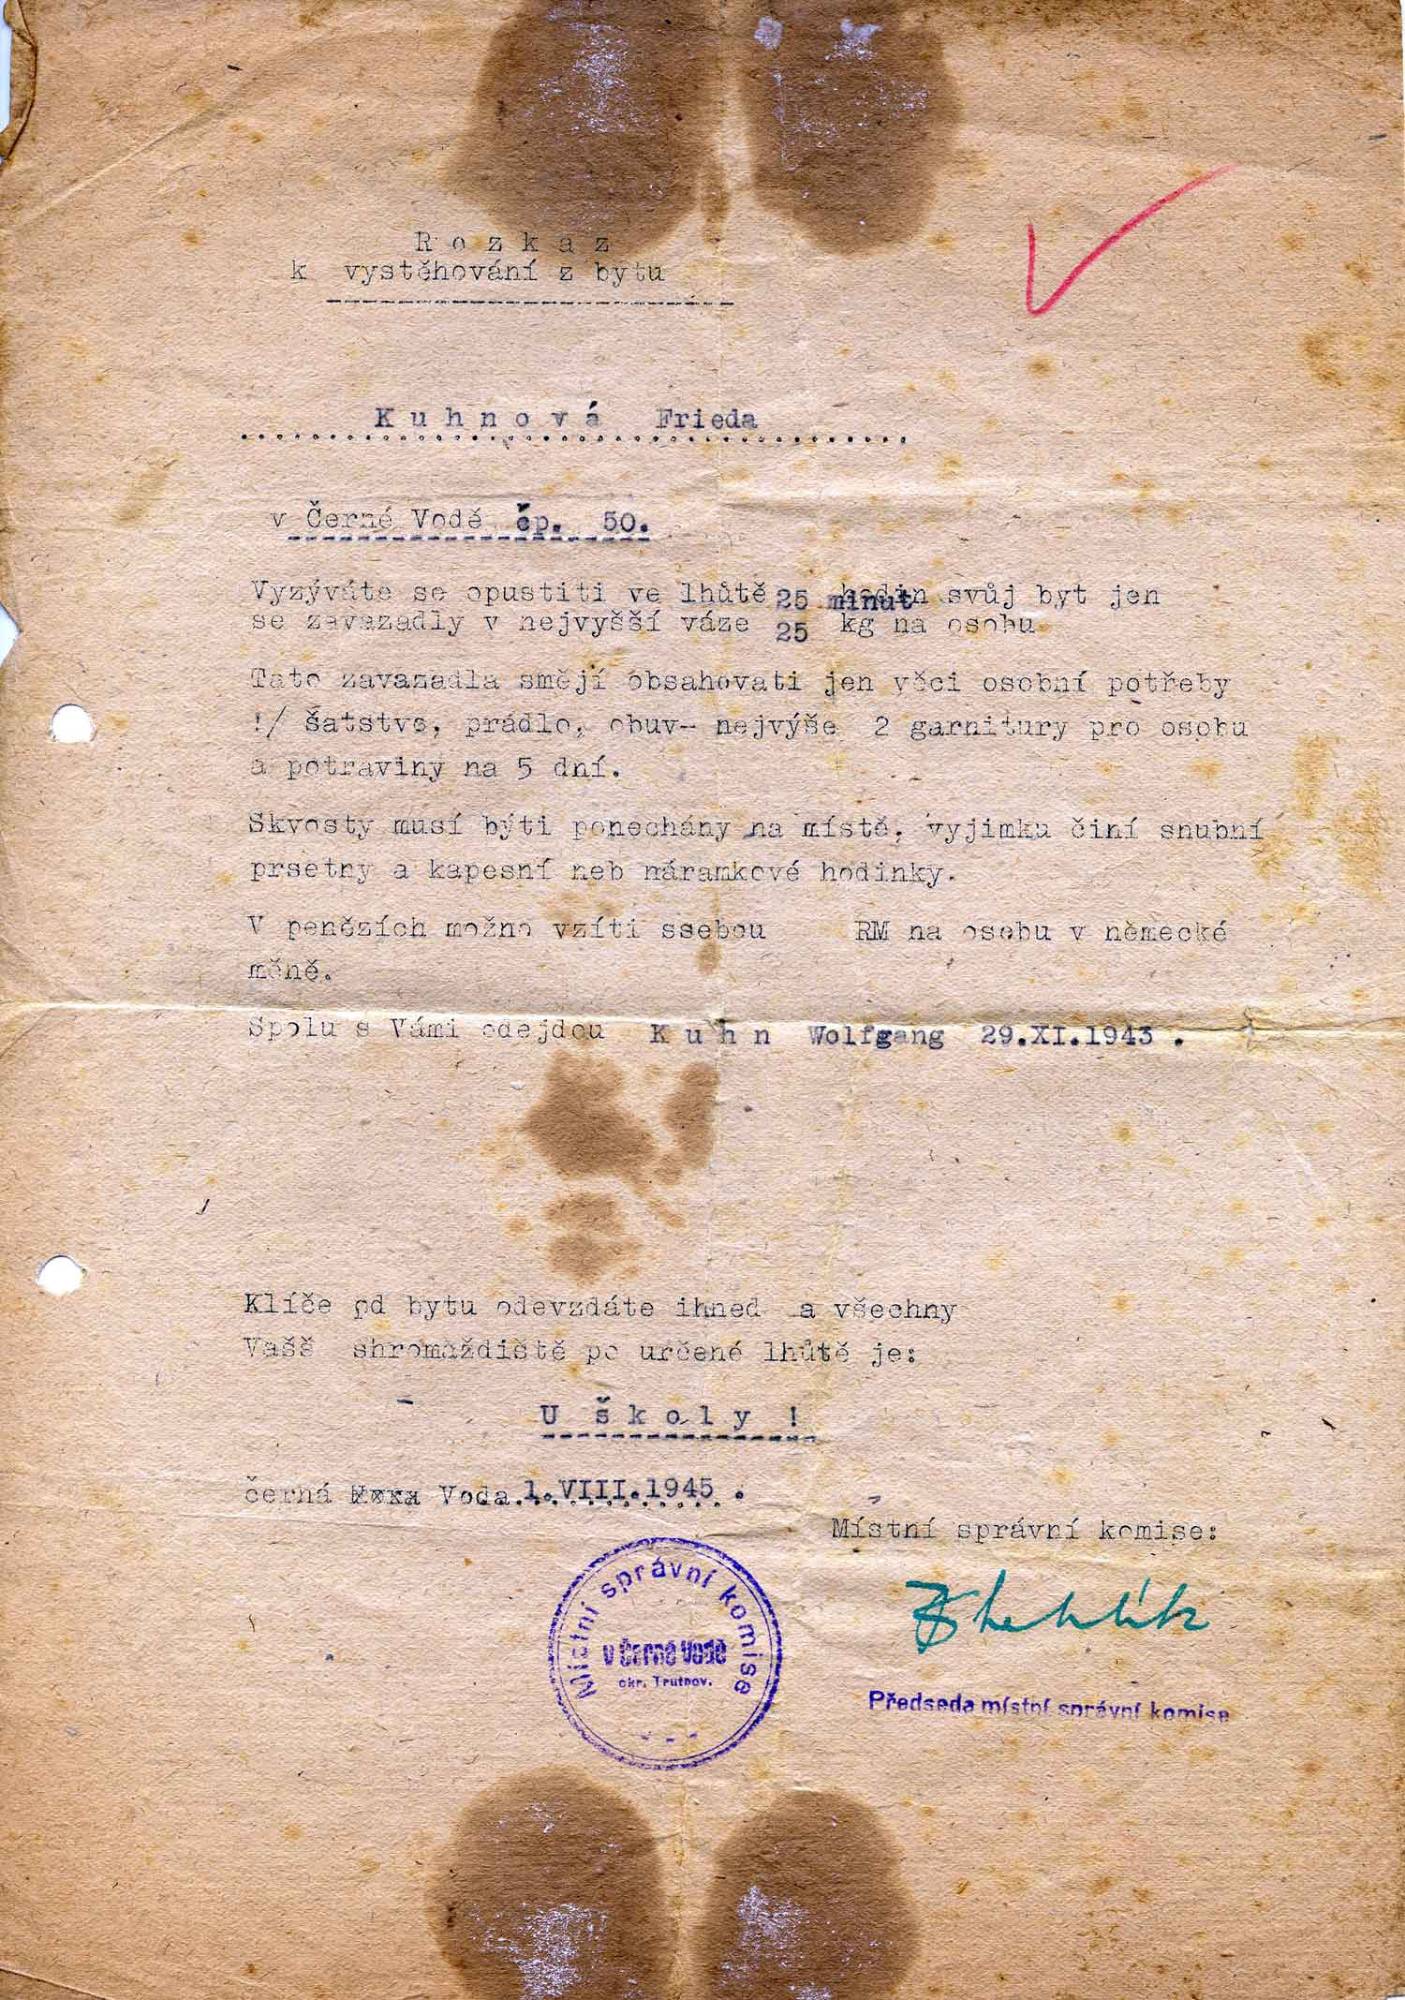 R o z k a z
k vystěhování z bytu
K u h n o v á Frieda
v Černé Vodě čp. 50.
Vyzýváte se opustiti ve lhůtě 25 minut hodin svůj byt jen
se zavazadly v nejvyšší váze 25 kg na osobu
Tato zavazadla smějí obsahovati jen věci osobní potřeby
!/ šatstvo, prádlo, obuv-- nejvýše 2 garnitury pro osobu
a potraviny na 5 dní.
Skvosty musí býti ponechány na místě, vyjimku činí snubní
prsetny a kapesní neb náramkové hodinky.
V penězích možno vzíti ssebou RM na osobu v německé
měně.
Spolu s Vámi odejdou K u h n Wolfgang 29.XI.1943 .
Klíče od bytu odevzdáte ihned a všechny
Vašš shromáždiště po určené lhůtě je:
U š k o l y !
černá Voda.1.VIII.1945 .
Místní správní komise:
Místní správní komise
v Černé Vodě
okr. Trutnov.
Předseda místní správní komise